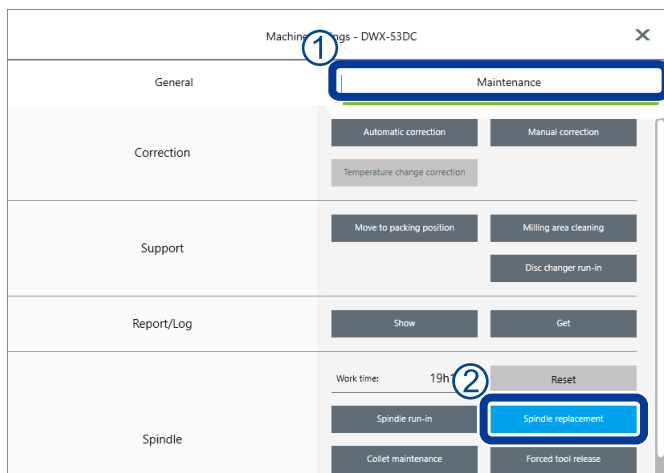 Machine ngs - DWX-53DC
1
General
Maintenance
Correction
Automatic correction
Manual correction
Temperature change correction
Support
Move to packing position
Milling area cleaning
Disc changer run-in
Report/Log
Show
Get
Spindle
Work time: 19h1
2
Reset
Spindle run-in
Spindle replacement
Collet maintenance
Forced tool release